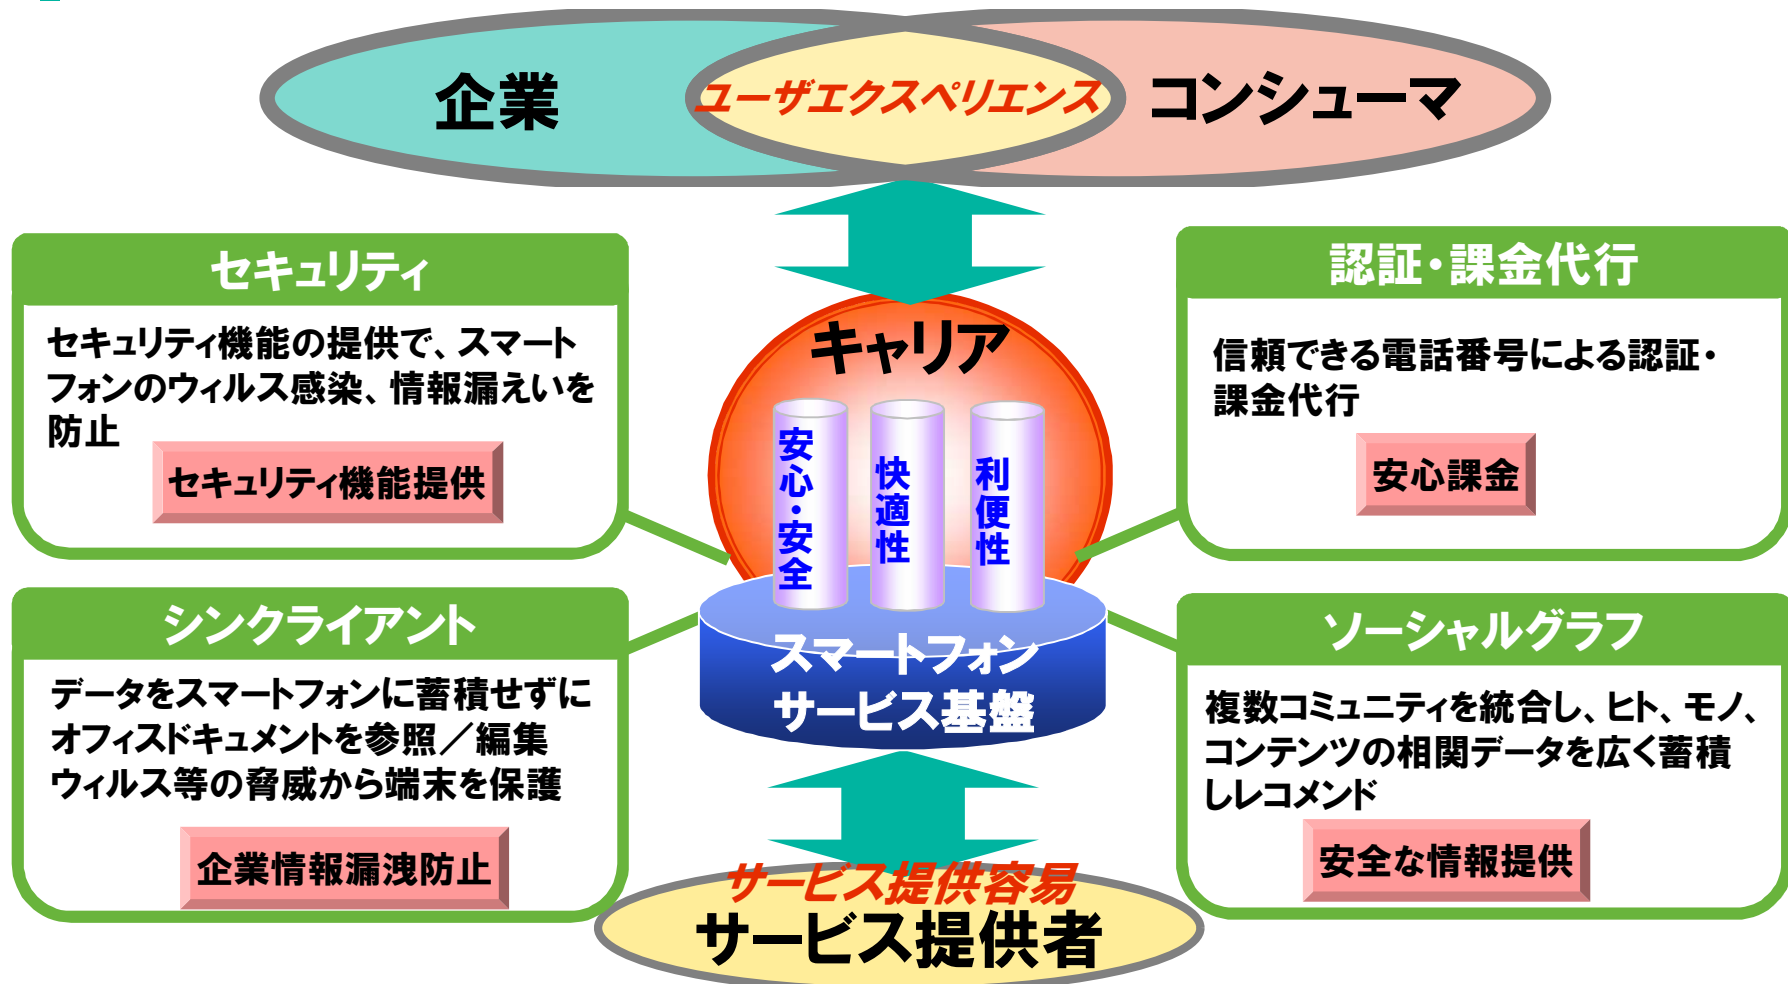 企業
ユーザエクスペリエンス
コンシューマ
セキュリティ
セキュリティ機能の提供で、スマート
フォンのウィルス感染、情報漏えいを
防止
セキュリティ機能提供
認証・課金代行
信頼できる電話番号による認証・
課金代行
安心課金
キャリア
安心・安全
快適性
利便性
スマートフォン
サービス基盤
シンクライアント
データをスマートフォンに蓄積せずに
オフィスドキュメントを参照／編集
ウィルス等の脅威から端末を保護
企業情報漏洩防止
ソーシャルグラフ
複数コミュニティを統合し、ヒト、モノ、
コンテンツの相関データを広く蓄積
しレコメンド
安全な情報提供
サービス提供容易
サービス提供者